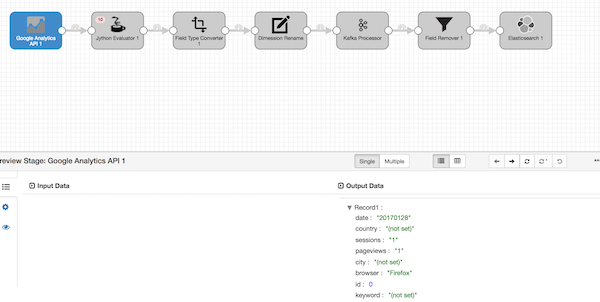 10
Google Analytics
API 1
Jython Evaluator 1
Field Type Converter
1
Dimession Rename
Kafka Processor
Field Remover 1
Elasticsearch 1
review Stage: Google Analytics API 1
Single
Multiple
Input Data
Output Data
Record1 :
date : "20170128"
country : "(not set)"
sessions : "1"
pageviews : "1"
city : "(not set)"
browser : "Firefox"
id : 0
keyword : "(not set)"